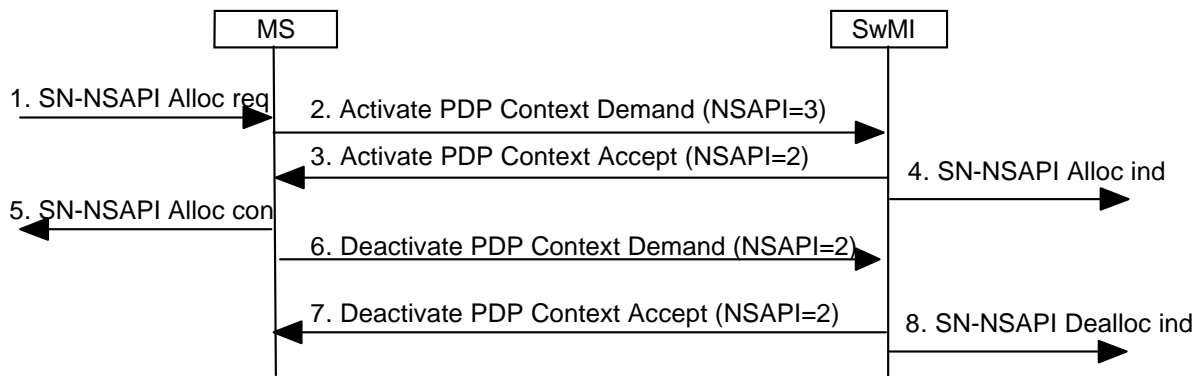 MS
SwMI
1. SN-NSAPI Alloc req
2. Activate PDP Context Demand (NSAPI=3)
3. Activate PDP Context Accept (NSAPI=2)
4. SN-NSAPI Alloc ind
5. SN-NSAPI Alloc con
6. Deactivate PDP Context Demand (NSAPI=2)
7. Deactivate PDP Context Accept (NSAPI=2)
8. SN-NSAPI Dealloc ind